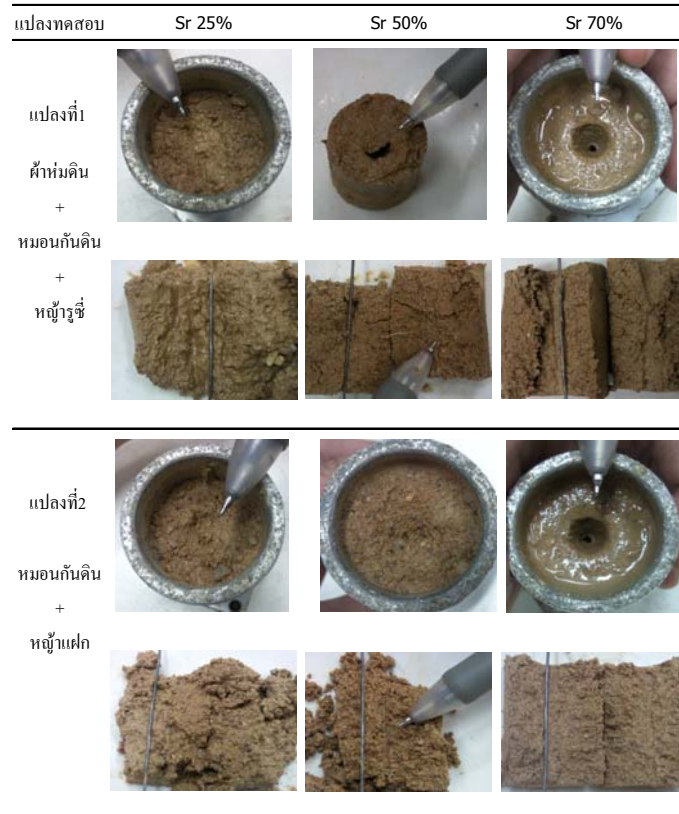 แปลงทดสอบ Sr 25% Sr 50% Sr 70%
แปลงที่1
ผ้าห่มดิน
+
หมอนกันดิน
+
หญ้ารูซี่
แปลงที่2
หมอนกันดิน
+
หญ้าแฝก